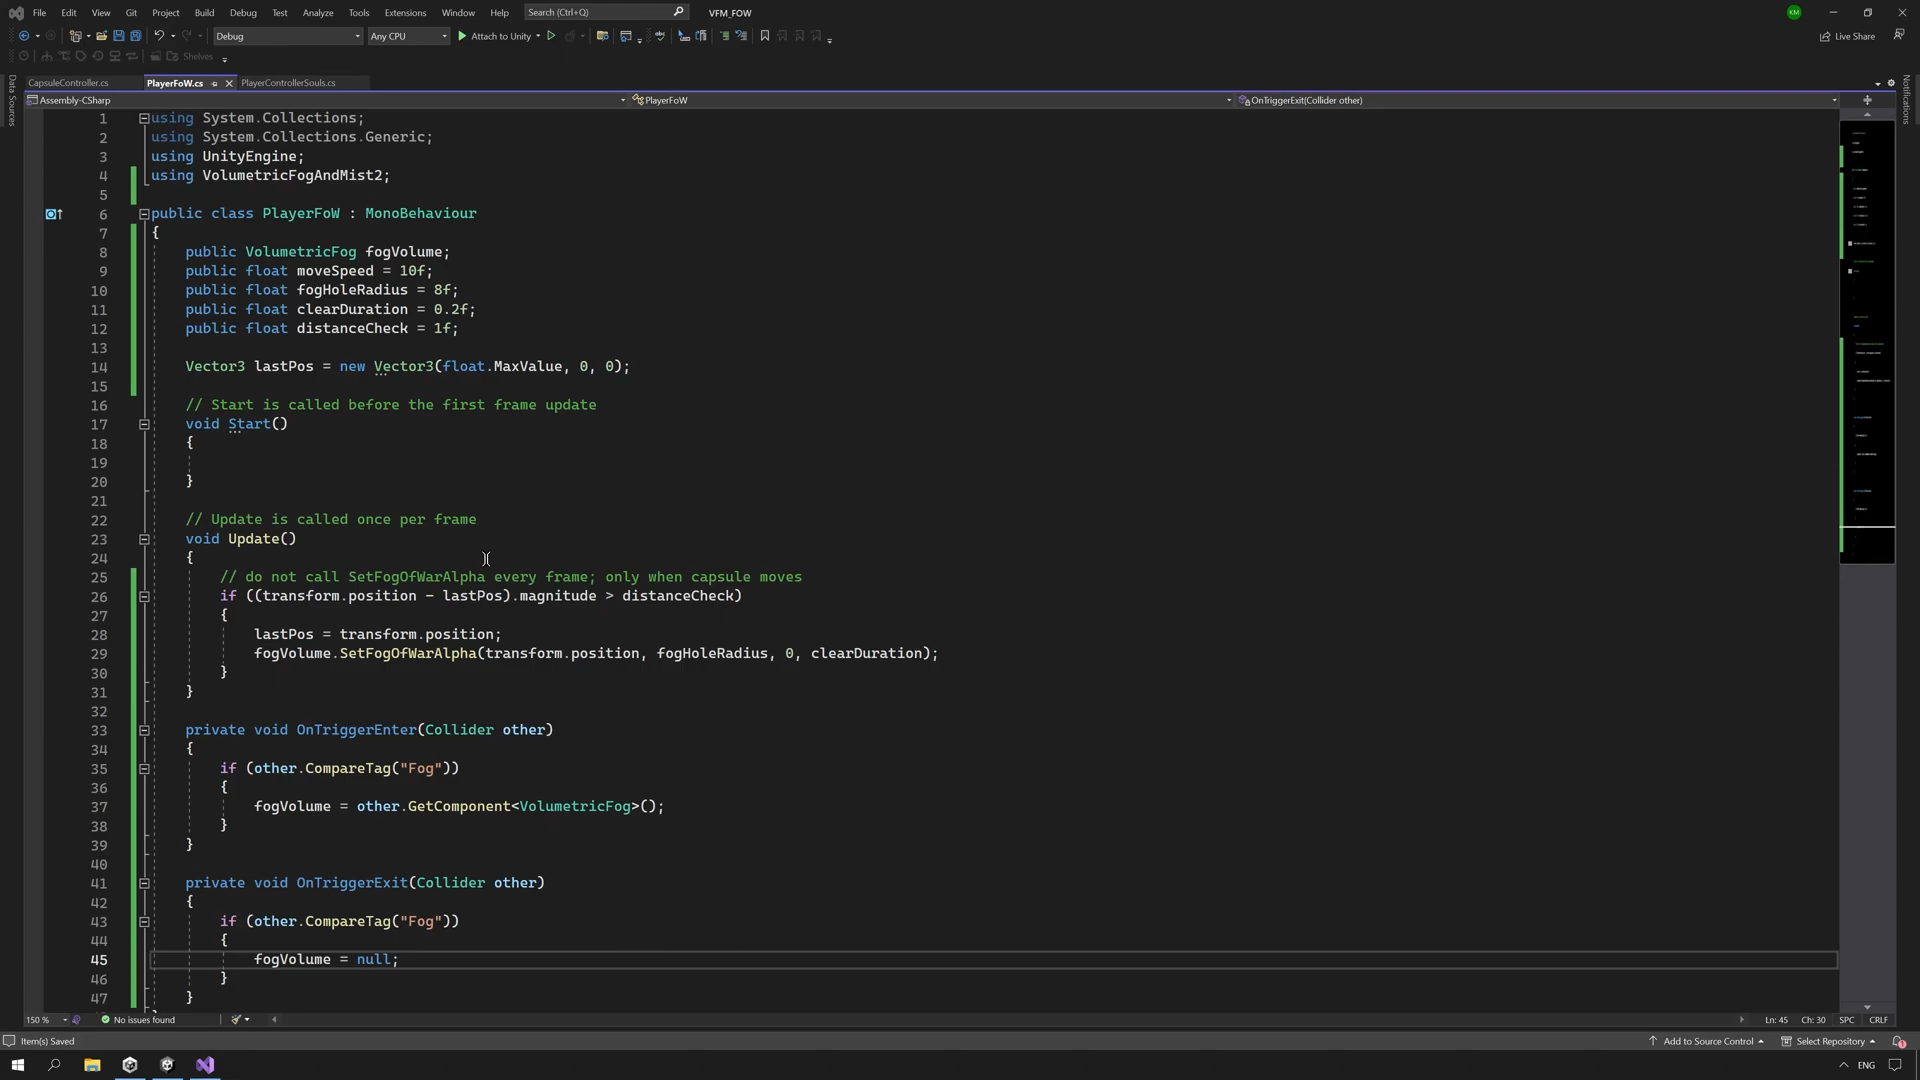 File Edit View Git Project Build Debug Test Analyze Tools Extensions Window Help Search (Ctrl+Q) VFM_FOW KM
Debug Any CPU Attach to Unity Live Share
Shelves
CapsuleController.cs PlayerFoW.cs PlayerControllerSouls.cs
Data Sources
Notifications
Assembly-CSharp PlayerFoW OnTriggerExit(Collider other)
1 using System.Collections;
2 using System.Collections.Generic;
3 using UnityEngine;
4 using VolumetricFogAndMist2;
5
6 public class PlayerFoW : MonoBehaviour
7 {
8 public VolumetricFog fogVolume;
9 public float moveSpeed = 10f;
10 public float fogHoleRadius = 8f;
11 public float clearDuration = 0.2f;
12 public float distanceCheck = 1f;
13
14 Vector3 lastPos = new Vector3(float.MaxValue, 0, 0);
15
16 // Start is called before the first frame update
17 void Start()
18 {
19
20 }
21
22 // Update is called once per frame
23 void Update()
24 {
25 // do not call SetFogOfWarAlpha every frame; only when capsule moves
26 if ((transform.position - lastPos).magnitude > distanceCheck)
27 {
28 lastPos = transform.position;
29 fogVolume.SetFogOfWarAlpha(transform.position, fogHoleRadius, 0, clearDuration);
30 }
31 }
32
33 private void OnTriggerEnter(Collider other)
34 {
35 if (other.CompareTag("Fog"))
36 {
37 fogVolume = other.GetComponent<VolumetricFog>();
38 }
39 }
40
41 private void OnTriggerExit(Collider other)
42 {
43 if (other.CompareTag("Fog"))
44 {
45 fogVolume = null;
46 }
47 }
150 % No issues found Ln: 45 Ch: 30 SPC CRLF
Item(s) Saved Add to Source Control Select Repository 1
ENG